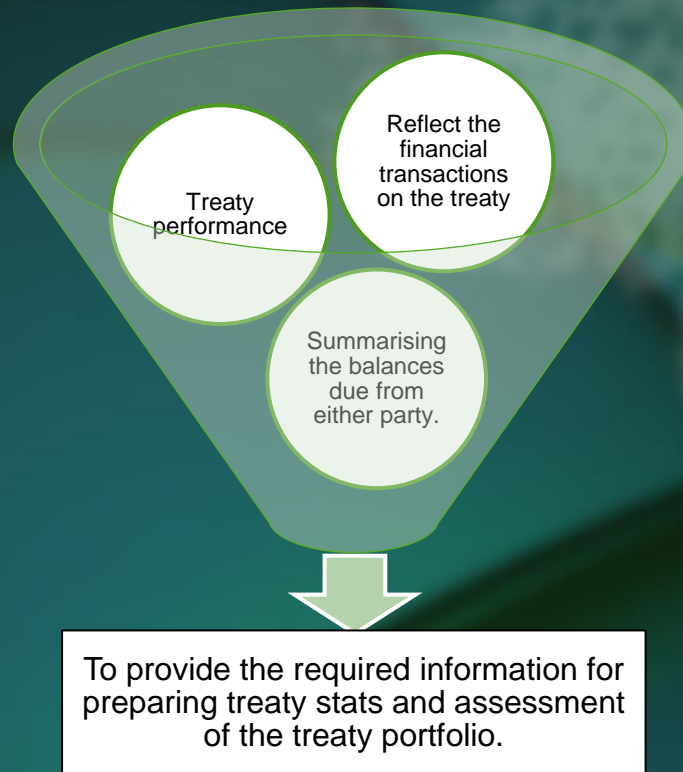 Reflect the
financial
transactions
on the treaty
Treaty
performance
Summarising
the balances
due from
either party.
To provide the required information for
preparing treaty stats and assessment
of the treaty portfolio.